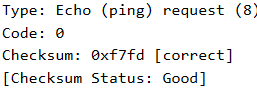 Type: Echo (ping) request (8)
Code: 0
Checksum: 0xf7fd [correct]
[Checksum Status: Good]